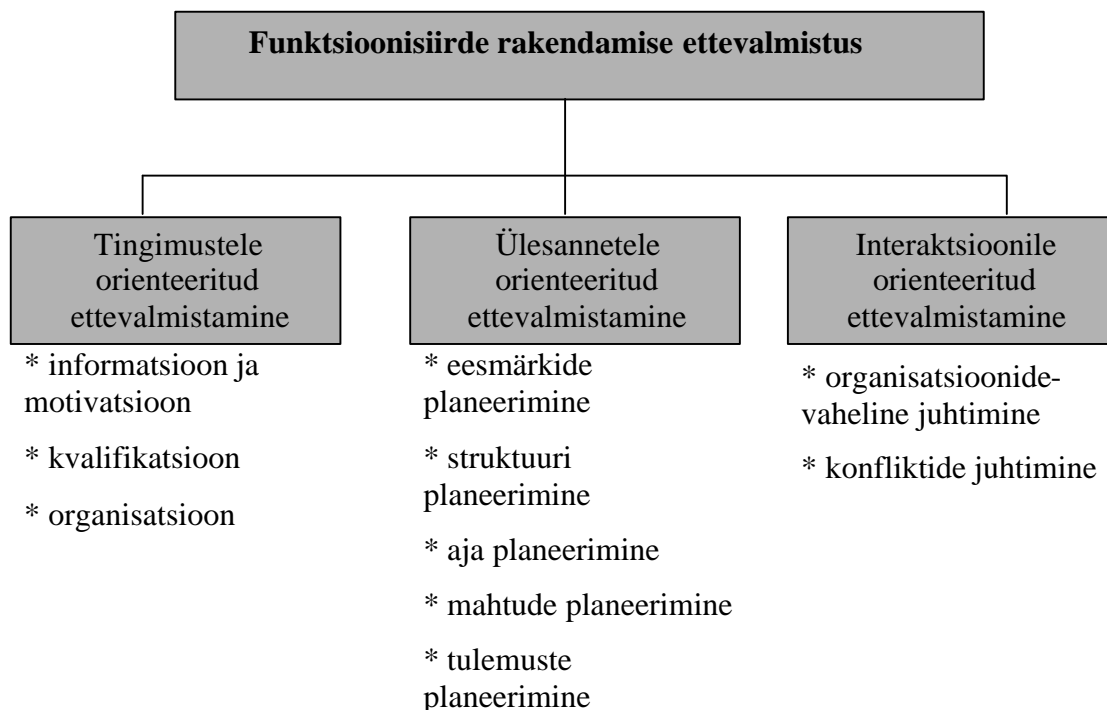 Funktsioonisiirde rakendamise ettevalmistus
Tingimustele
orienteeritud
ettevalmistamine
* informatsioon ja
motivatsioon
* kvalifikatsioon
* organisatsioon
Ülesannetele
orienteeritud
ettevalmistamine
* eesmärkide
planeerimine
* struktuuri
planeerimine
* aja planeerimine
* mahtude planeerimine
* tulemuste
planeerimine
Interaktsioonile
orienteeritud
ettevalmistamine
* organisatsioonide-
vaheline juhtimine
* konfliktide juhtimine